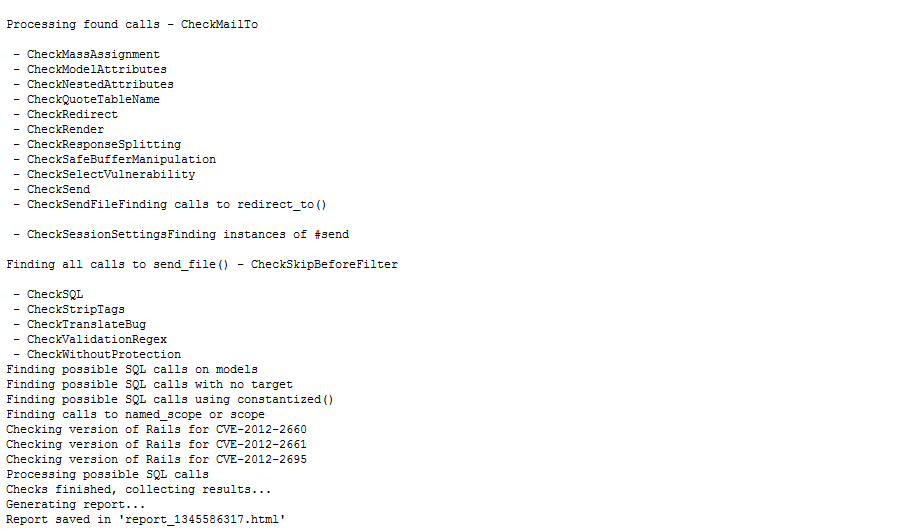 Processing found calls - CheckMailTo
- CheckMassAssignment
- CheckModelAttributes
- CheckNestedAttributes
- CheckQuoteTableName
- CheckRedirect
- CheckRender
- CheckResponseSplitting
- CheckSafeBufferManipulation
- CheckSelectVulnerability
- CheckSend
- CheckSendFileFinding calls to redirect_to()
- CheckSessionSettingsFinding instances of #send
Finding all calls to send_file() - CheckSkipBeforeFilter
- CheckSQL
- CheckStripTags
- CheckTranslateBug
- CheckValidationRegex
- CheckWithoutProtection
Finding possible SQL calls on models
Finding possible SQL calls with no target
Finding possible SQL calls using constantized()
Finding calls to named_scope or scope
Checking version of Rails for CVE-2012-2660
Checking version of Rails for CVE-2012-2661
Checking version of Rails for CVE-2012-2695
Processing possible SQL calls
Checks finished, collecting results...
Generating report...
Report saved in 'report_1345586317.html'